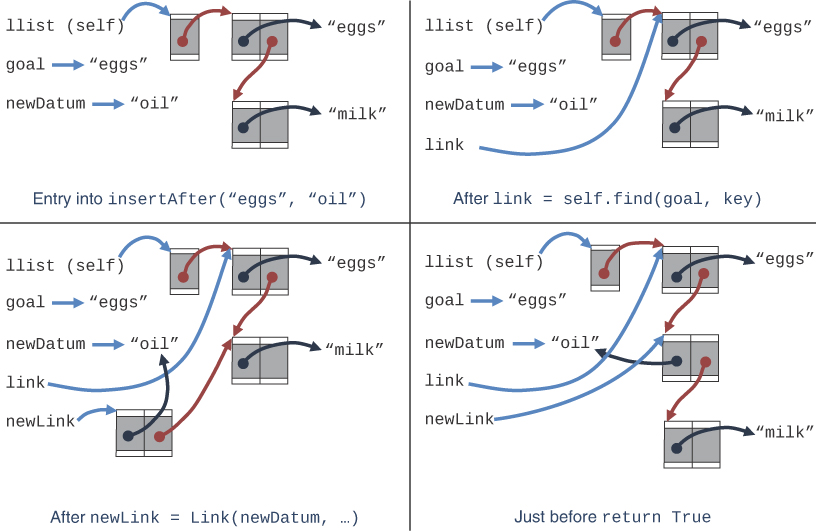 llist (self)
“eggs”
goal “eggs”
newDatum “oil”
“milk”
Entry into insertAfter(“eggs”, “oil”)
llist (self)
“eggs”
goal “eggs”
newDatum “oil”
“milk”
link
After link = self.find(goal, key)
llist (self)
“eggs”
goal “eggs”
newDatum “oil”
“milk”
link
newLink
After newLink = Link(newDatum, …)
llist (self)
“eggs”
goal “eggs”
newDatum “oil”
link
newLink
“milk”
Just before return True